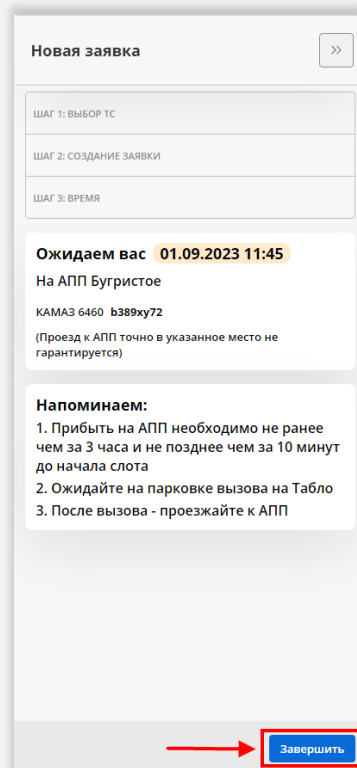 Новая заявка
ШАГ 1: ВЫБОР ТС
ШАГ 2: СОЗДАНИЕ ЗАЯВКИ
ШАГ 3: ВРЕМЯ
Ожидаем вас 01.09.2023 11:45
На АПП Бугристое
КАМАЗ 6460 b389xy72
(Проезд к АПП точно в указанное место не
гарантируется)
Напоминаем:
1. Прибыть на АПП необходимо не ранее
чем за 3 часа и не позднее чем за 10 минут
до начала слота
2. Ожидайте на парковке вызова на Табло
3. После вызова - проезжайте к АПП
Завершить